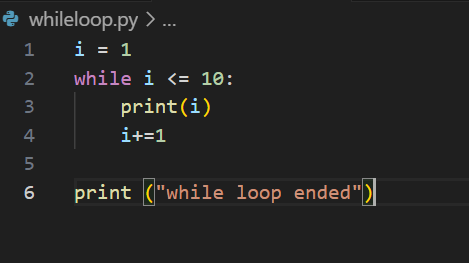 whileloop.py > ...
1 i = 1
2 while i <= 10:
3     print(i)
4     i+=1
5
6 print ("while loop ended")